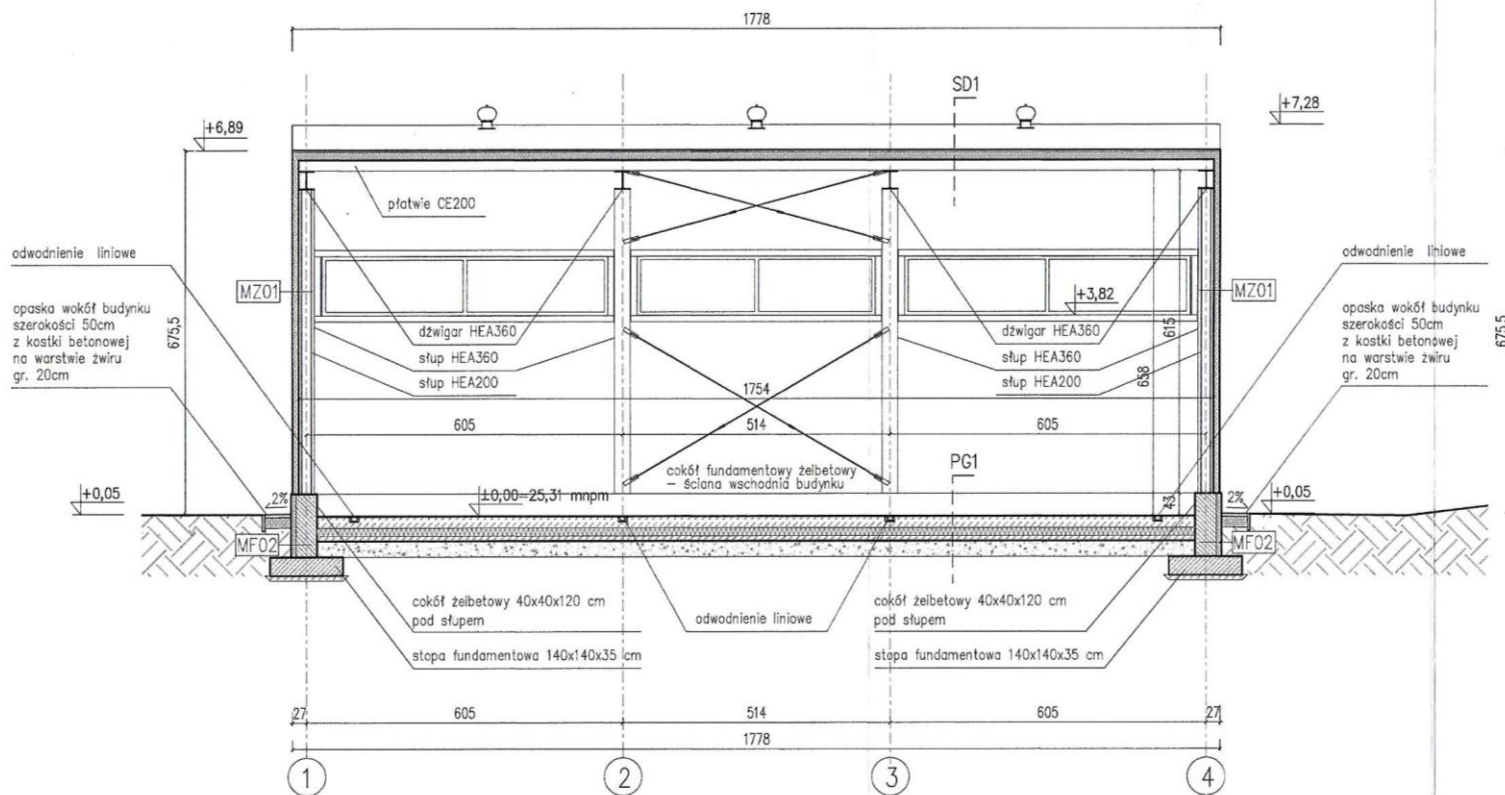 1778
SD1
+6,89
+7,28
płatwie CE200
odwodnienie liniowe
odwodnienie liniowe
MZ01
MZ01
opaska wokół budynku
szerokości 50cm
z kostki betonowej
na warstwie żwiru
gr. 20cm
675,5
+3,82
opaska wokół budynku
szerokości 50cm
z kostki betonowej
na warstwie żwiru
gr. 20cm
675,5
dźwigar HEA360
słup HEA360
słup HEA200
dźwigar HEA360
słup HEA360
słup HEA200
615
658
1754
605
514
605
cokół fundamentowy żelbetowy
– ściana wschodnia budynku
PG1
+0,05
2%
±0,00=25,31 mnpm
43
2%
+0,05
MF02
MF02
cokół żelbetowy 40x40x120 cm
pod słupem
odwodnienie liniowe
cokół żelbetowy 40x40x120 cm
pod słupem
stopa fundamentowa 140x140x35 cm
stopa fundamentowa 140x140x35 cm
27
605
514
605
27
1778
1
2
3
4